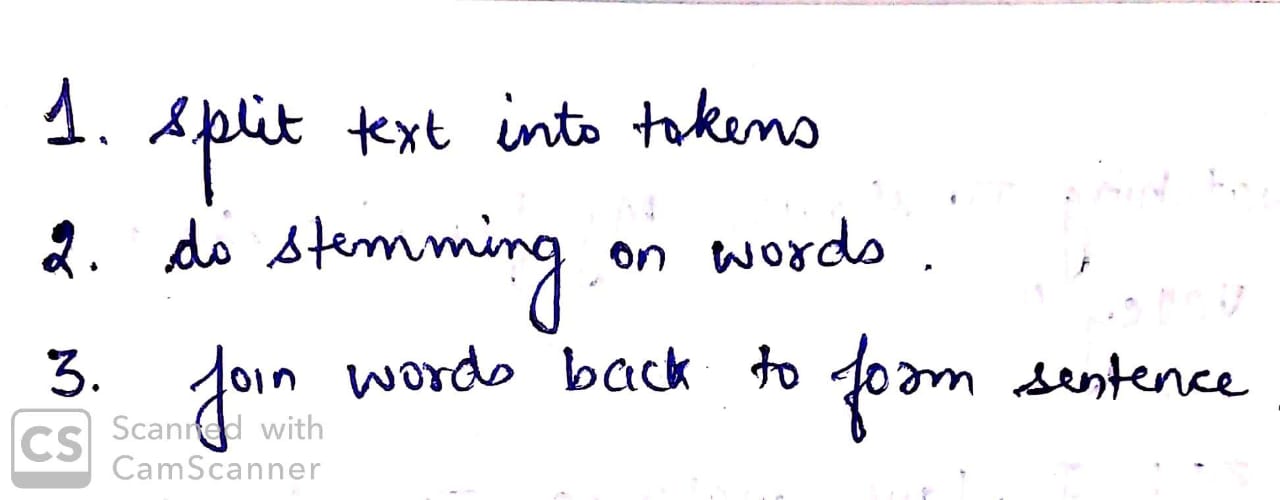 1. split text into tokens
2. do stemming on words.
3. join words back to form sentence.
CS Scanned with
CamScanner